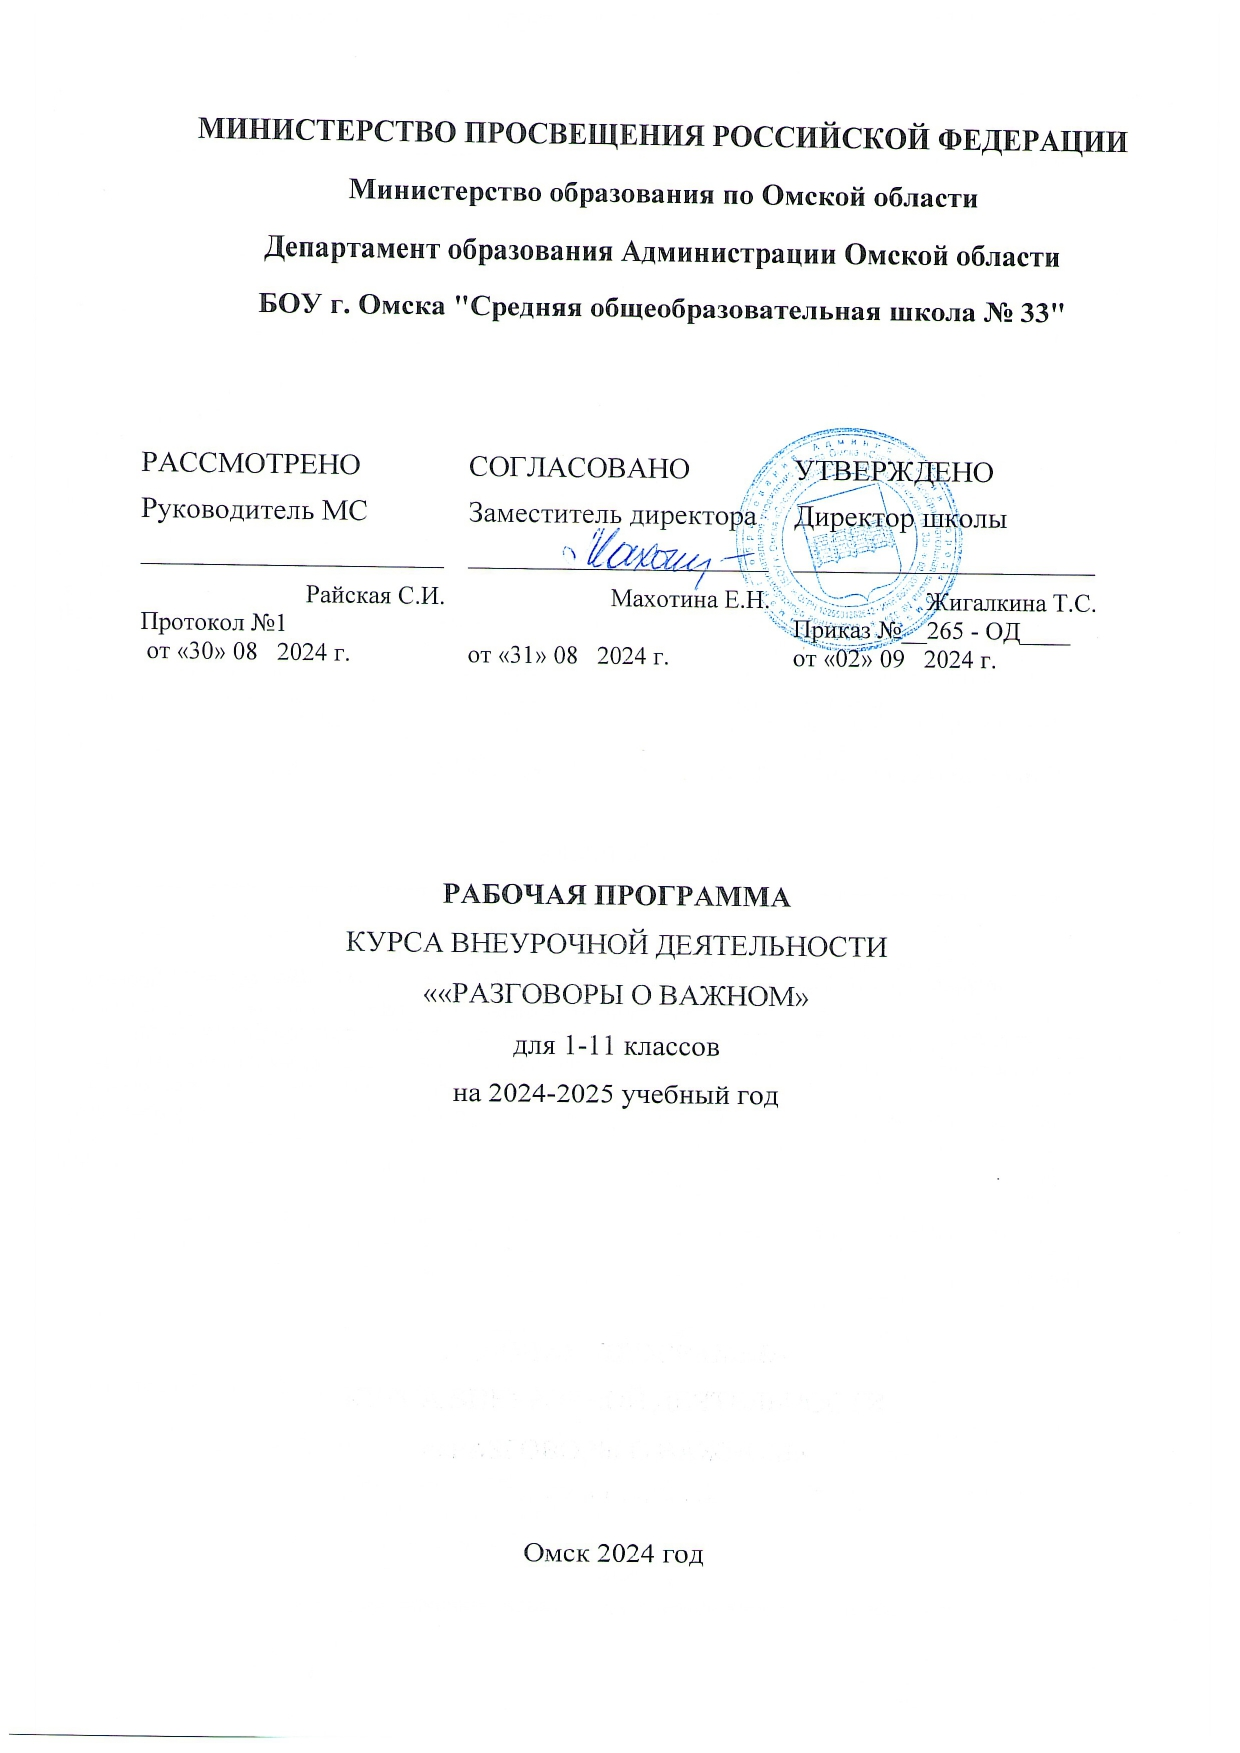 МИНИСТЕРСТВО ПРОСВЕЩЕНИЯ РОССИЙСКОЙ ФЕДЕРАЦИИ
Министерство образования по Омской области
Департамент образования Администрации Омской области
БОУ г. Омска "Средняя общеобразовательная школа № 33"
РАССМОТРЕНО
Руководитель МС
Райская С.И.
Протокол №1
от «30» 08 2024 г.
СОГЛАСОВАНО
Заместитель директора
Махотина Е.Н.
от «31» 08 2024 г.
УТВЕРЖДЕНО
Директор школы
Жигалкина Т.С.
Приказ №__265 - ОД____
от «02» 09 2024 г.
РАБОЧАЯ ПРОГРАММА
КУРСА ВНЕУРОЧНОЙ ДЕЯТЕЛЬНОСТИ
««РАЗГОВОРЫ О ВАЖНОМ»
для 1-11 классов
на 2024-2025 учебный год
Омск 2024 год